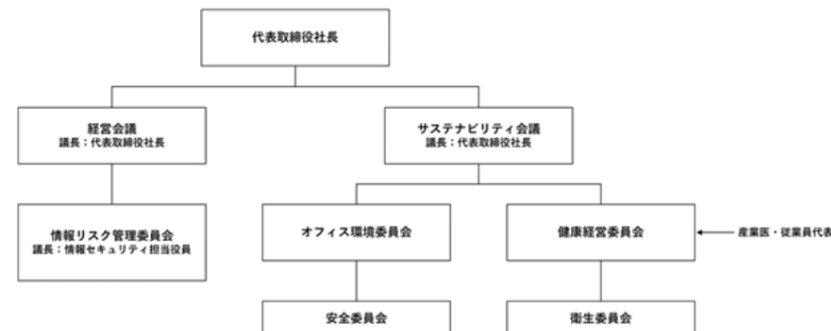 代表取締役社長
経営会議
議長：代表取締役社長
サステナビリティ会議
議長：代表取締役社長
情報リスク管理委員会
議長：情報セキュリティ担当役員
オフィス環境委員会
健康経営委員会
産業医・従業員代表
安全委員会
衛生委員会